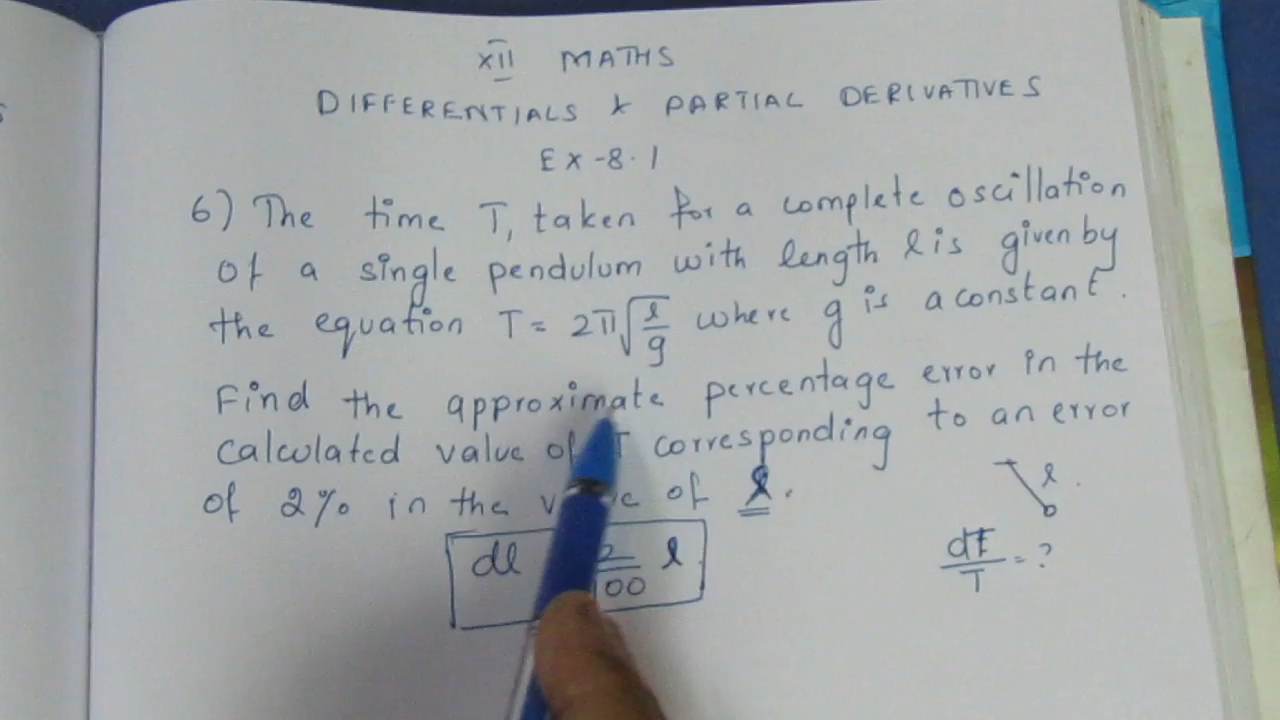 XII MATHS
DIFFERENTIALS & PARTIAL DERIVATIVES
EX-8.1
6) The time T, taken for a complete oscillation
of a single pendulum with length l is given by
the equation T = 2π√(l/g) where g is a constant.
Find the approximate percentage error in the
calculated value of T corresponding to an error
of 2% in the of l.
l
dl 2/100 l
dT/T = ?